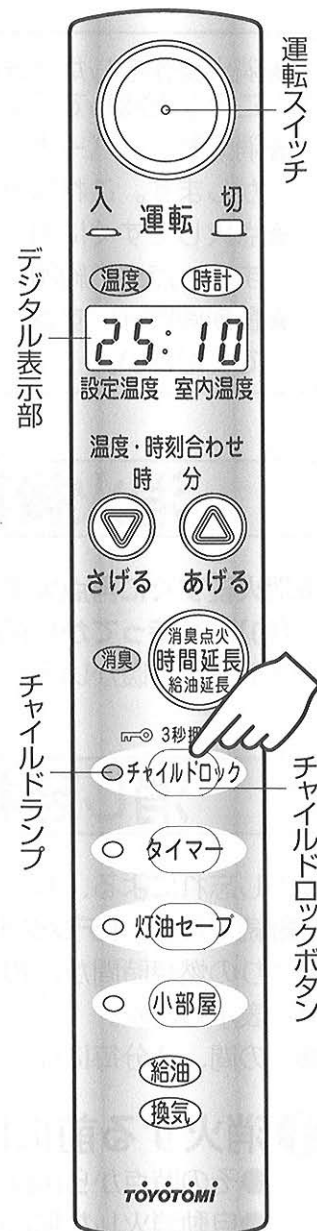 運転スイッチ
入 運転 切
温度 時計
デジタル表示部
25:10
設定温度 室内温度
温度・時刻合わせ
時 分
さげる あげる
消臭
消臭点火
時間延長
給油延長
3秒押
チャイルドランプ
チャイルドロック
チャイルドロックボタン
タイマー
灯油セーブ
小部屋
給油
換気
TOYOTOMI